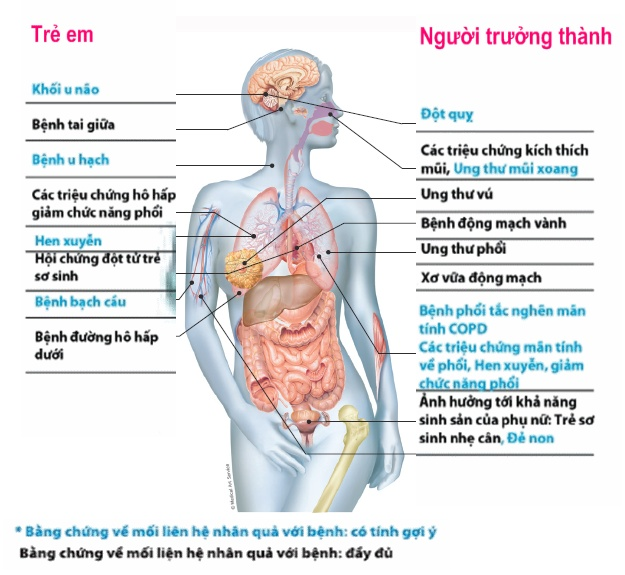 Trẻ em
Khối u não
Bệnh tai giữa
Bệnh u hạch
Các triệu chứng hô hấp
giảm chức năng phổi
Hen xuyễn
Hội chứng đột tử trẻ
sơ sinh
Bệnh bạch cầu
Bệnh đường hô hấp
dưới
Người trưởng thành
Đột quỵ
Các triệu chứng kích thích
mũi, Ung thư mũi xoang
Ung thư vú
Bệnh động mạch vành
Ung thư phổi
Xơ vữa động mạch
Bệnh phổi tắc nghẽn mãn
tính COPD
Các triệu chứng mãn tính
về phổi, Hen xuyễn, giảm
chức năng phổi
Ảnh hưởng tới khả năng
sinh sản của phụ nữ: Trẻ sơ
sinh nhẹ cân, Đẻ non
© Medical Art Service
* Bằng chứng về mối liên hệ nhân quả với bệnh: có tính gợi ý
Bằng chứng về mối liện hệ nhân quả với bệnh: đầy đủ